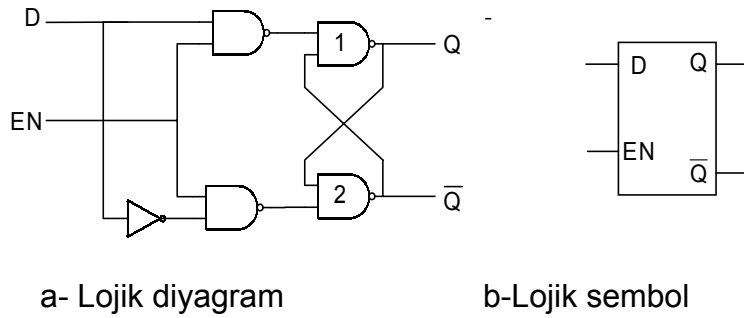 D
EN
1
2
Q
Q̅
D Q
EN
Q̅
a- Lojik diyagram
b-Lojik sembol